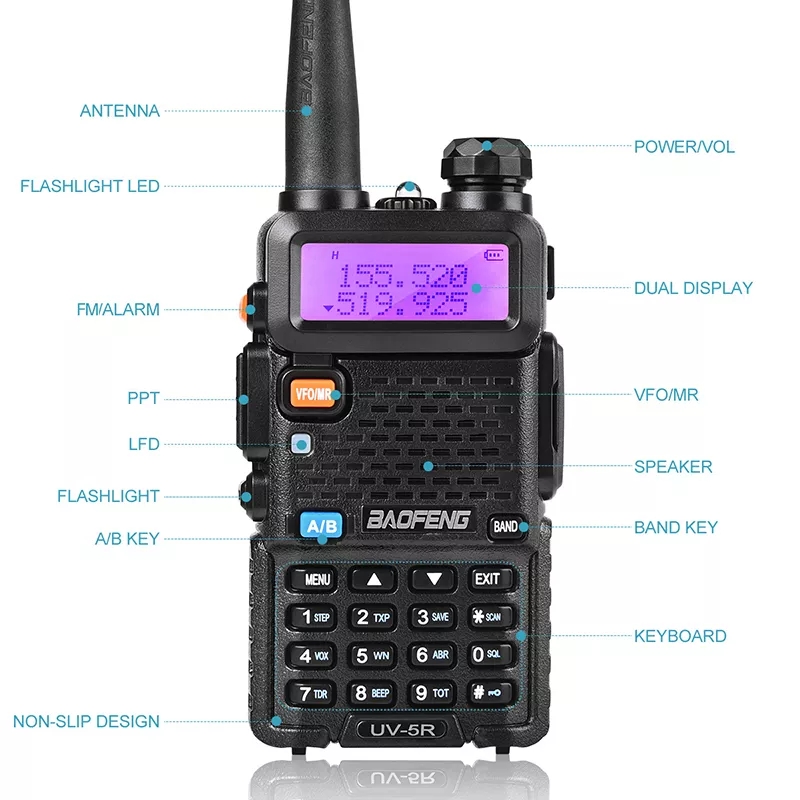 BAOFENG
ANTENNA
POWER/VOL
FLASHLIGHT LED
H
155.520
519.925
DUAL DISPLAY
FM/ALARM
PPT
VFO/MR
VFO/MR
LFD
SPEAKER
FLASHLIGHT
A/B
BAOFENG
BAND
BAND KEY
A/B KEY
MENU ▲ ▼ EXIT
1 STEP 2 TXP 3 SAVE * SCAN
KEYBOARD
4 VOX 5 WN 6 ABR 0 SQL
7 TDR 8 BEEP 9 TOT #
NON-SLIP DESIGN
UV-5R